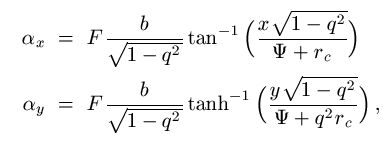 α_x = F b/√(1−q²) tan⁻¹(x√(1−q²)/(Ψ+r_c))
α_y = F b/√(1−q²) tanh⁻¹(y√(1−q²)/(Ψ+q²r_c)),